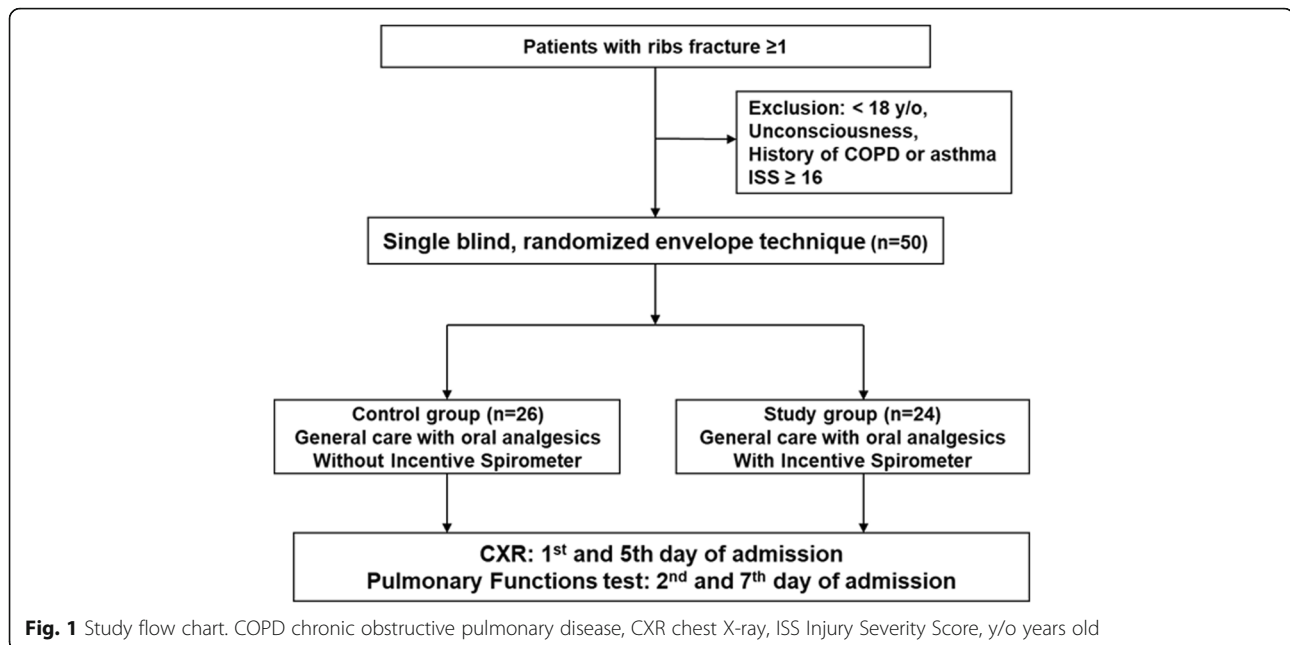 Patients with ribs fracture ≥1
Exclusion: < 18 y/o,
Unconsciousness,
History of COPD or asthma
ISS ≥ 16
Single blind, randomized envelope technique (n=50)
Control group (n=26)
General care with oral analgesics
Without Incentive Spirometer
Study group (n=24)
General care with oral analgesics
With Incentive Spirometer
CXR: 1st and 5th day of admission
Pulmonary Functions test: 2nd and 7th day of admission
Fig. 1 Study flow chart. COPD chronic obstructive pulmonary disease, CXR chest X-ray, ISS Injury Severity Score, y/o years old